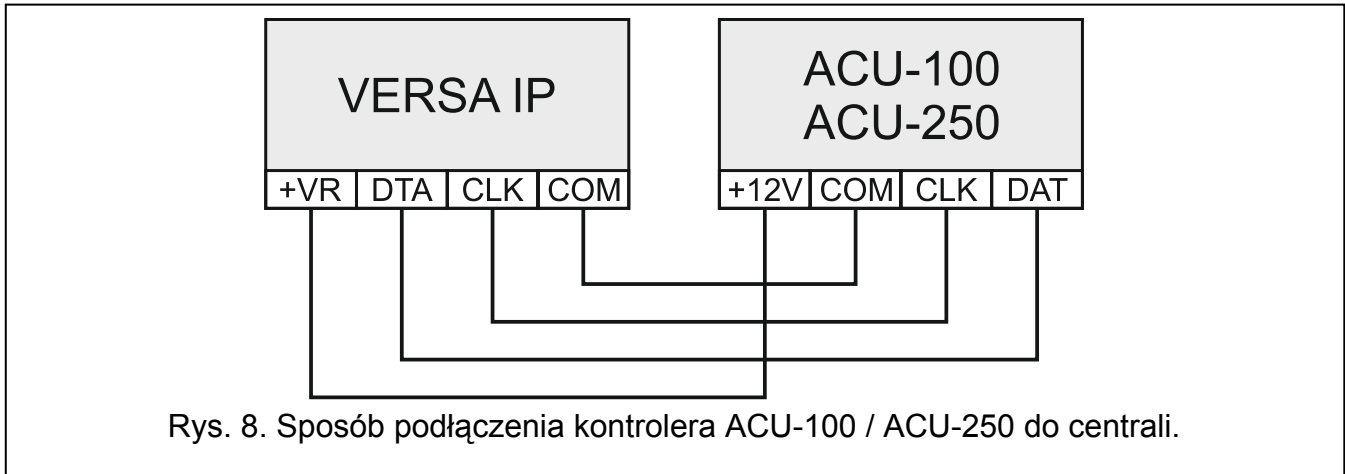 VERSA IP
ACU-100
ACU-250
+VR DTA CLK COM
+12V COM CLK DAT
Rys. 8. Sposób podłączenia kontrolera ACU-100 / ACU-250 do centrali.